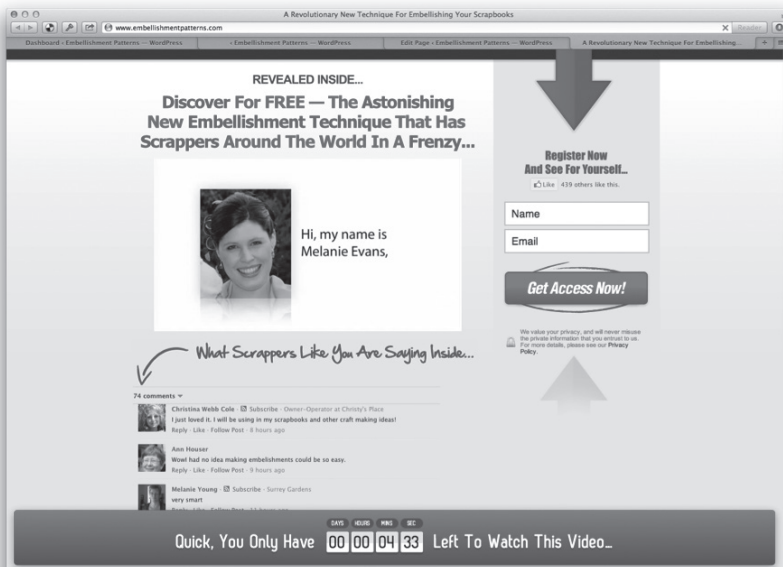 A Revolutionary New Technique For Embellishing Your Scrapbooks
www.embellishmentpatterns.com
Reader
Dashboard ‹ Embellishment Patterns — WordPress
‹ Embellishment Patterns — WordPress
Edit Page ‹ Embellishment Patterns — WordPress
A Revolutionary New Technique For Embellishing...
REVEALED INSIDE...
Discover For FREE — The Astonishing
New Embellishment Technique That Has
Scrappers Around The World In A Frenzy...
Hi, my name is
Melanie Evans,
Register Now
And See For Yourself...
Like 439 others like this.
Name
Email
Get Access Now!
We value your privacy, and will never misuse
the private information that you entrust to us.
For more details, please see our Privacy
Policy.
What Scrappers Like You Are Saying Inside...
74 comments
Christina Webb Cole · Subscribe · Owner-Operator at Christy's Place
I just loved it. I will be using in my scrapbooks and other craft making ideas!
Reply · Like · Follow Post · 8 hours ago
Ann Houser
Wow! had no idea making embelishments could be so easy.
Reply · Like · Follow Post · 9 hours ago
Melanie Young · Subscribe · Surrey Gardens
very smart
DAYS HOURS MINS SEC
Quick, You Only Have 00 00 04 33 Left To Watch This Video...